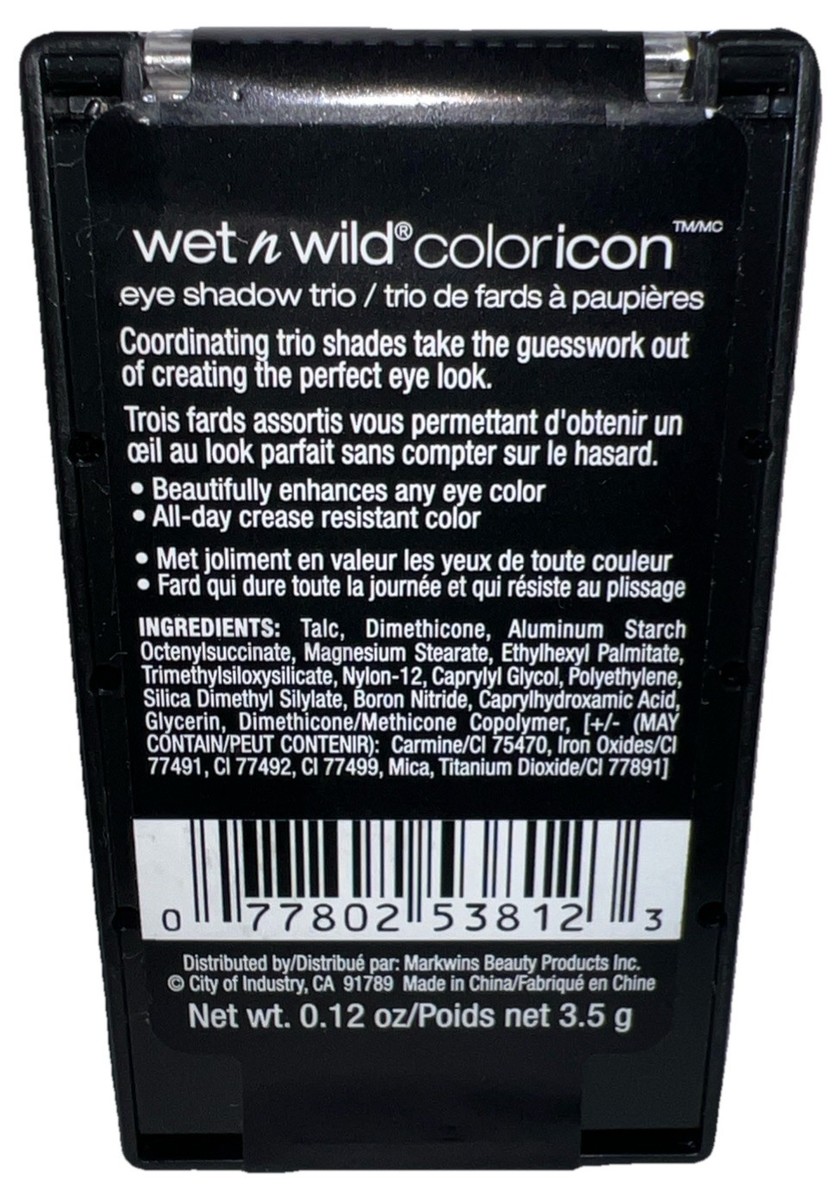 wet n wild® coloricon™/MC
eye shadow trio / trio de fards à paupières
Coordinating trio shades take the guesswork out
of creating the perfect eye look.
Trois fards assortis vous permettant d'obtenir un
œil au look parfait sans compter sur le hasard.
• Beautifully enhances any eye color
• All-day crease resistant color
• Met joliment en valeur les yeux de toute couleur
• Fard qui dure toute la journée et qui résiste au plissage
INGREDIENTS: Talc, Dimethicone, Aluminum Starch
Octenylsuccinate, Magnesium Stearate, Ethylhexyl Palmitate,
Trimethylsiloxysilicate, Nylon-12, Caprylyl Glycol, Polyethylene,
Silica Dimethyl Silylate, Boron Nitride, Caprylhydroxamic Acid,
Glycerin, Dimethicone/Methicone Copolymer, [+/- (MAY
CONTAIN/PEUT CONTENIR): Carmine/CI 75470, Iron Oxides/CI
77491, CI 77492, CI 77499, Mica, Titanium Dioxide/CI 77891]
0 77802 53812 3
Distributed by/Distribué par: Markwins Beauty Products Inc.
© City of Industry, CA 91789 Made in China/Fabriqué en Chine
Net wt. 0.12 oz/Poids net 3.5 g